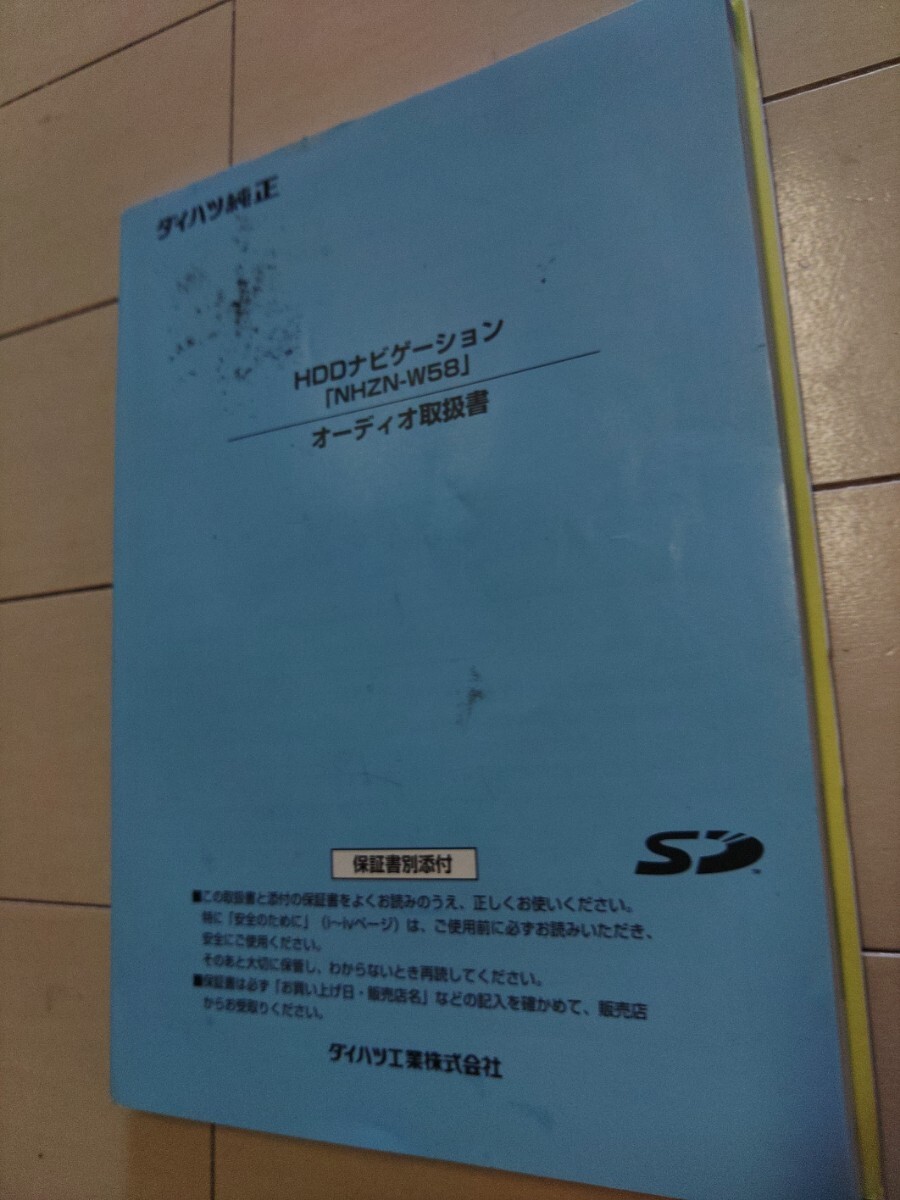 ダイハツ純正
HDDナビゲーション
「NHZN-W58」
オーディオ取扱書
SD
TM
保証書別添付
■この取扱書と添付の保証書をよくお読みのうえ、正しくお使いください。
特に「安全のために」(i〜ivページ)は、ご使用前に必ずお読みいただき、
安全にご使用ください。
そのあと大切に保管し、わからないとき再読してください。
■保証書は必ず「お買い上げ日・販売店名」などの記入を確かめて、販売店
からお受取りください。
ダイハツ工業株式会社